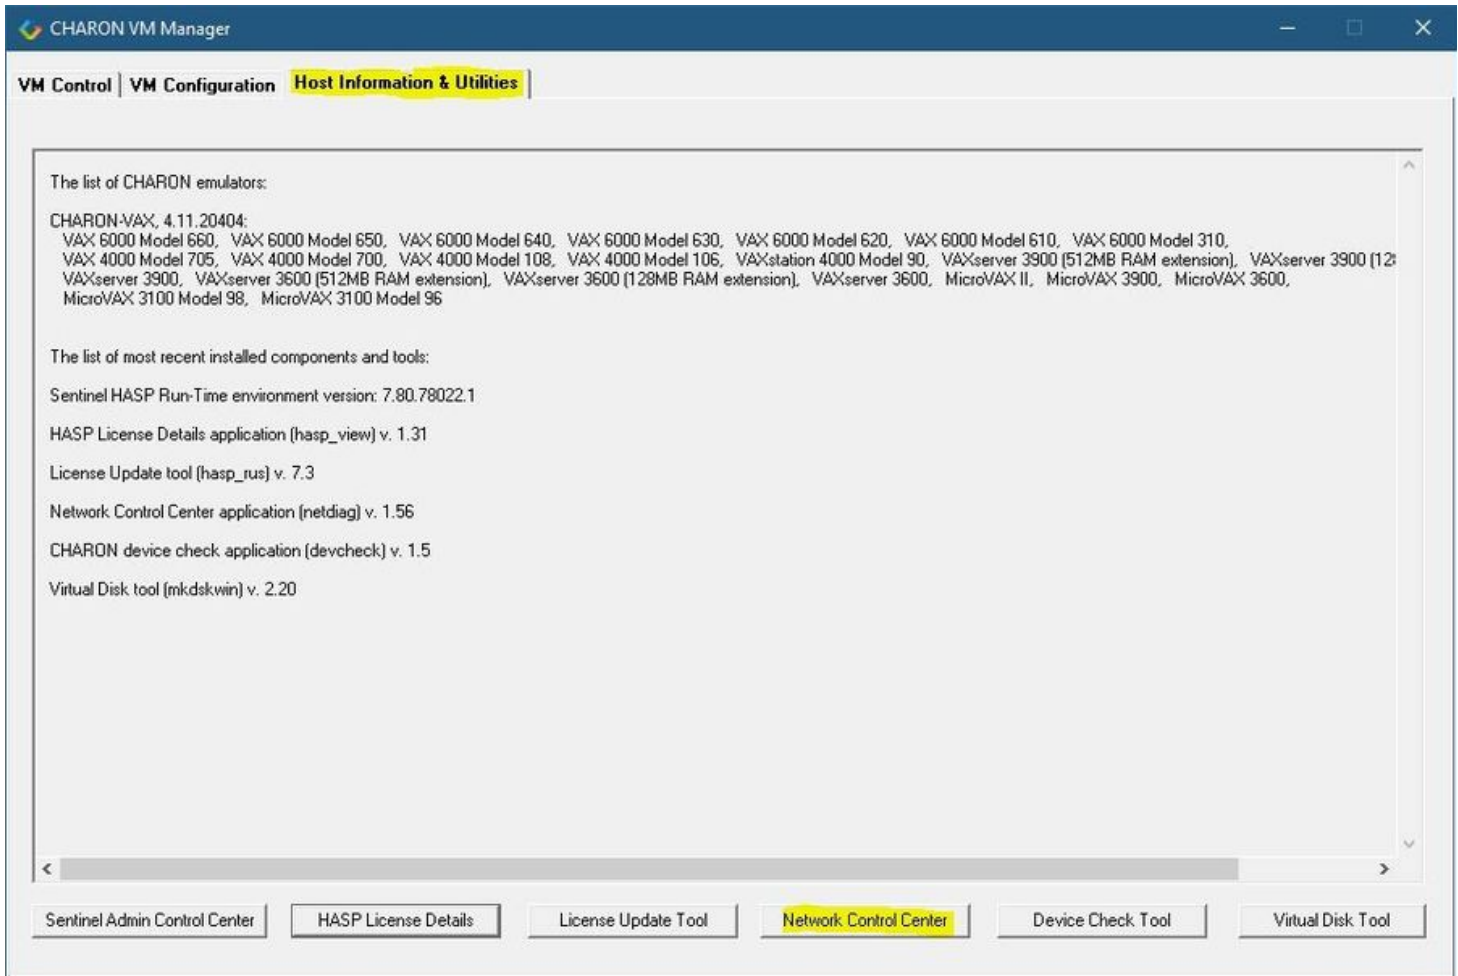 CHARON VM Manager
VM Control VM Configuration Host Information & Utilities
The list of CHARON emulators:
CHARON-VAX, 4.11.20404:
VAX 6000 Model 660, VAX 6000 Model 650, VAX 6000 Model 640, VAX 6000 Model 630, VAX 6000 Model 620, VAX 6000 Model 610, VAX 6000 Model 310,
VAX 4000 Model 705, VAX 4000 Model 700, VAX 4000 Model 108, VAX 4000 Model 106, VAXstation 4000 Model 90, VAXserver 3900 (512MB RAM extension), VAXserver 3900 (12
VAXserver 3900, VAXserver 3600 (512MB RAM extension), VAXserver 3600 (128MB RAM extension), VAXserver 3600, MicroVAX II, MicroVAX 3900, MicroVAX 3600,
MicroVAX 3100 Model 98, MicroVAX 3100 Model 96
The list of most recent installed components and tools:
Sentinel HASP Run-Time environment version: 7.80.78022.1
HASP License Details application (hasp_view) v. 1.31
License Update tool (hasp_rus) v. 7.3
Network Control Center application (netdiag) v. 1.56
CHARON device check application (devcheck) v. 1.5
Virtual Disk tool (mkdskwin) v. 2.20
Sentinel Admin Control Center HASP License Details License Update Tool Network Control Center Device Check Tool Virtual Disk Tool